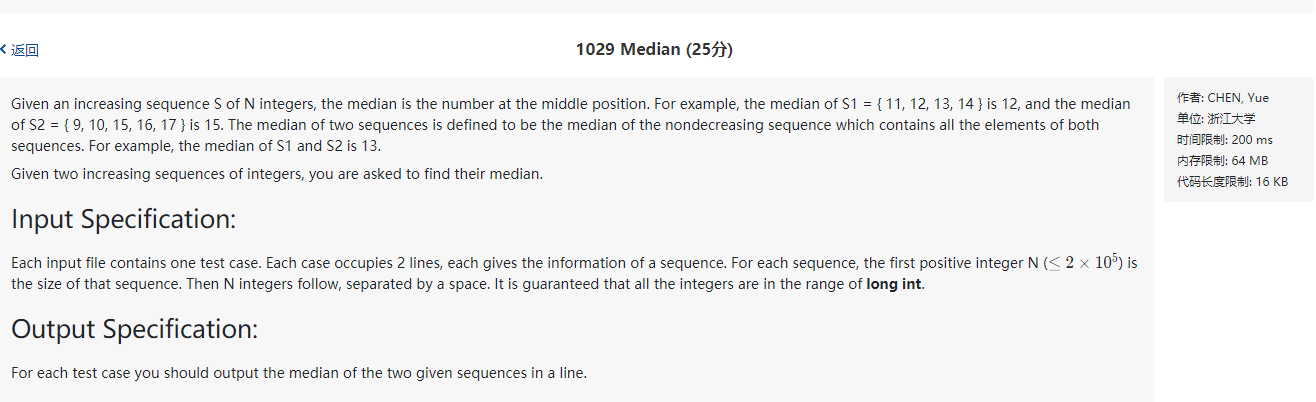 返回
1029 Median (25分)
Given an increasing sequence S of N integers, the median is the number at the middle position. For example, the median of S1 = { 11, 12, 13, 14 } is 12, and the median
of S2 = { 9, 10, 15, 16, 17 } is 15. The median of two sequences is defined to be the median of the nondecreasing sequence which contains all the elements of both
sequences. For example, the median of S1 and S2 is 13.
Given two increasing sequences of integers, you are asked to find their median.
Input Specification:
Each input file contains one test case. Each case occupies 2 lines, each gives the information of a sequence. For each sequence, the first positive integer N (≤ 2 × 10⁵) is
the size of that sequence. Then N integers follow, separated by a space. It is guaranteed that all the integers are in the range of long int.
Output Specification:
For each test case you should output the median of the two given sequences in a line.
作者: CHEN, Yue
单位: 浙江大学
时间限制: 200 ms
内存限制: 64 MB
代码长度限制: 16 KB